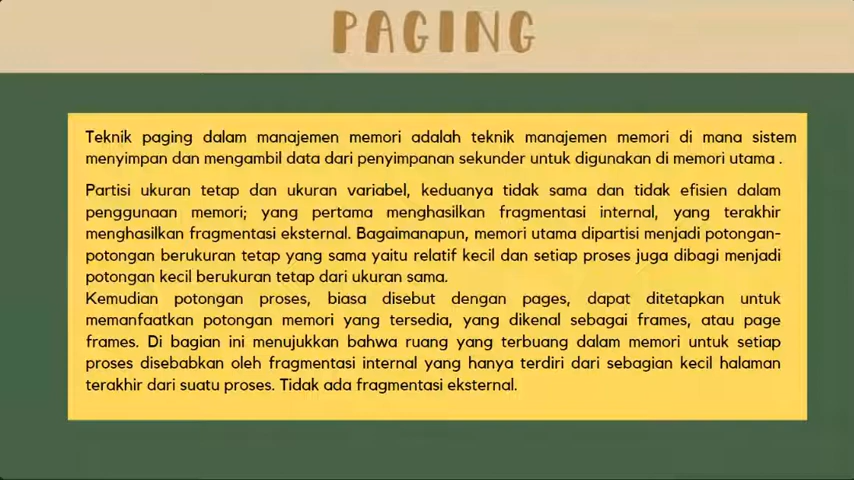 PAGING
Teknik paging dalam manajemen memori adalah teknik manajemen memori di mana sistem
menyimpan dan mengambil data dari penyimpanan sekunder untuk digunakan di memori utama .
Partisi ukuran tetap dan ukuran variabel, keduanya tidak sama dan tidak efisien dalam
penggunaan memori; yang pertama menghasilkan fragmentasi internal, yang terakhir
menghasilkan fragmentasi eksternal. Bagaimanapun, memori utama dipartisi menjadi potongan-
potongan berukuran tetap yang sama yaitu relatif kecil dan setiap proses juga dibagi menjadi
potongan kecil berukuran tetap dari ukuran sama.
Kemudian potongan proses, biasa disebut dengan pages, dapat ditetapkan untuk
memanfaatkan potongan memori yang tersedia, yang dikenal sebagai frames, atau page
frames. Di bagian ini menujukkan bahwa ruang yang terbuang dalam memori untuk setiap
proses disebabkan oleh fragmentasi internal yang hanya terdiri dari sebagian kecil halaman
terakhir dari suatu proses. Tidak ada fragmentasi eksternal.